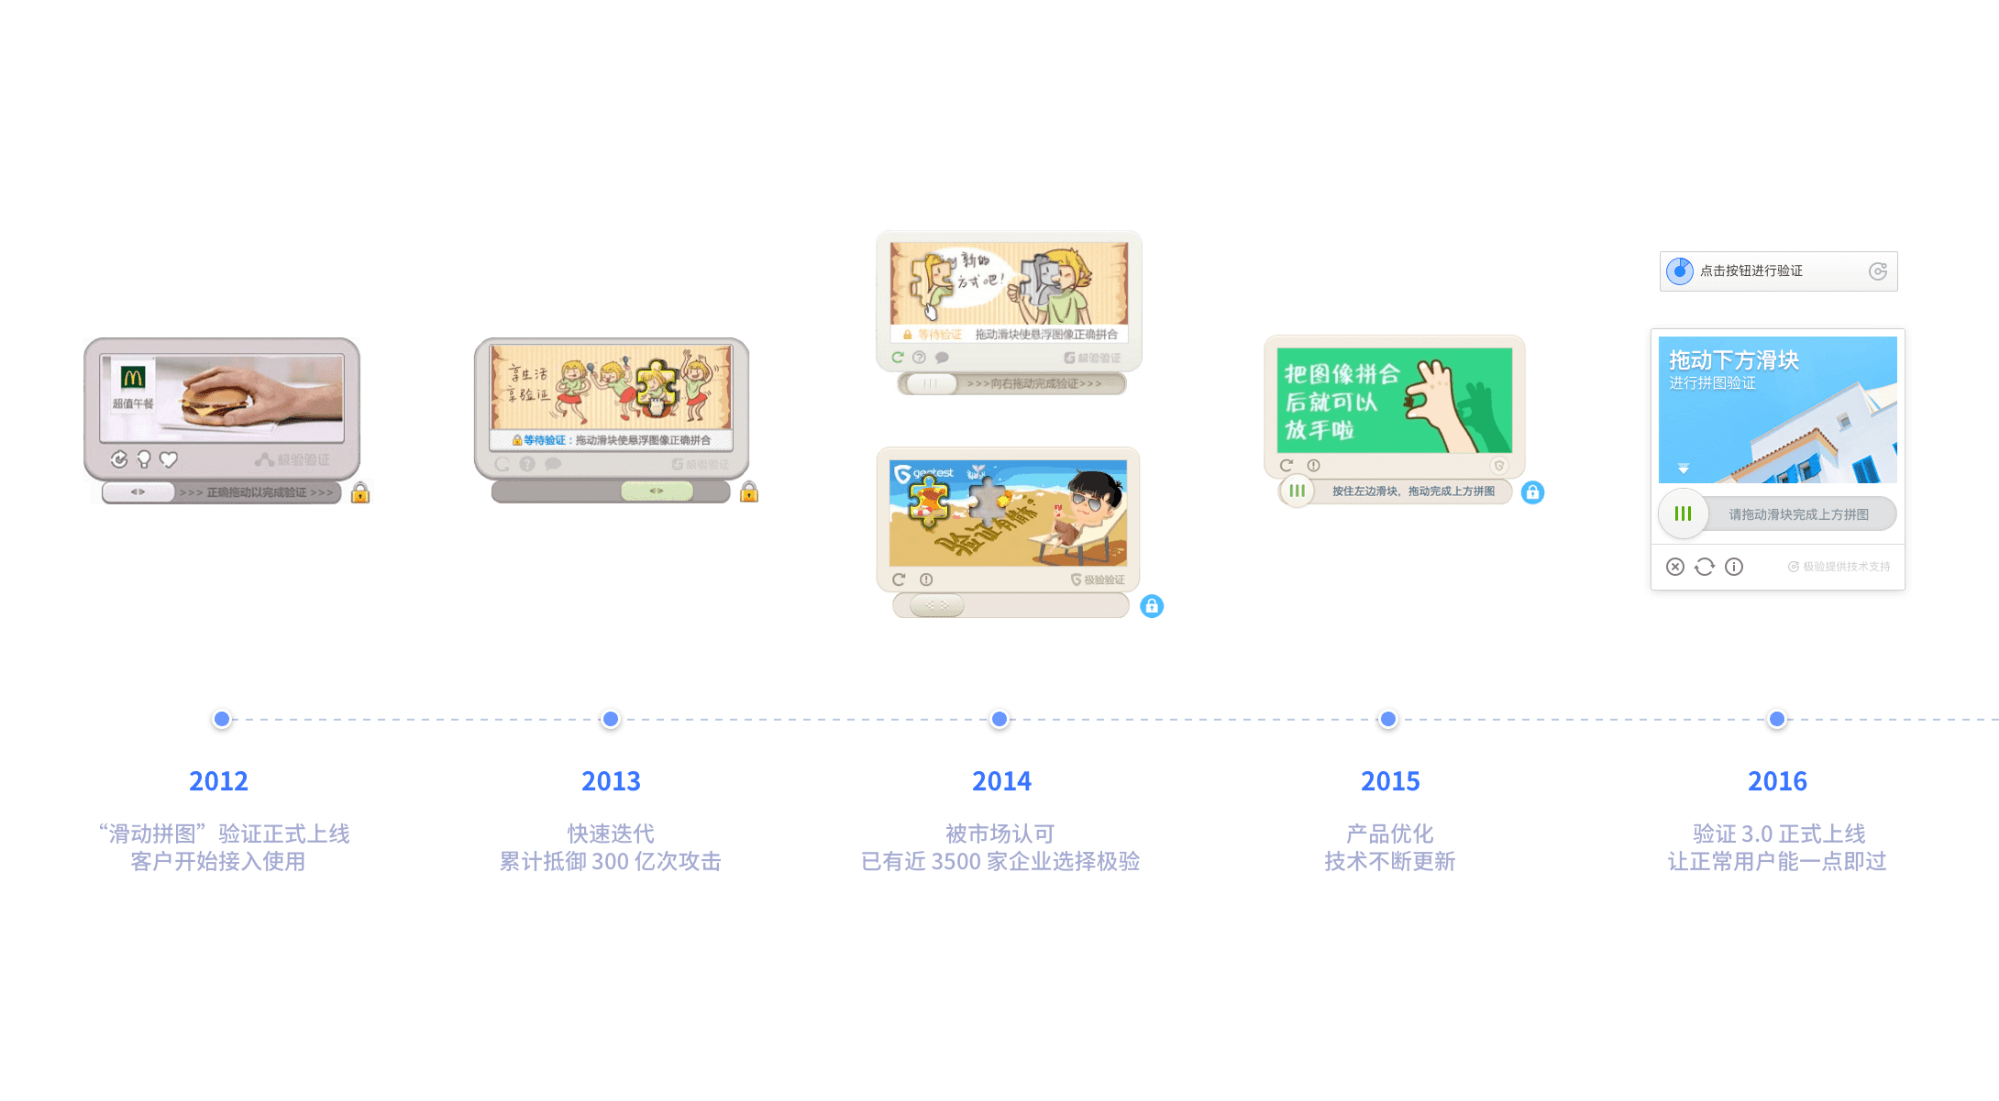 超值午餐
极验验证
>>> 正确拖动以完成验证 >>>
享生活
享验证
等待验证：拖动滑块使悬浮图像正确拼合
极验验证
新的
方式吧！
等待验证 拖动滑块使悬浮图像正确拼合
极验验证
>>>向右拖动完成验证>>>
geetest
验证有情
极验验证
把图像拼合
后就可以
放手啦
按住左边滑块，拖动完成上方拼图
点击按钮进行验证
拖动下方滑块
进行拼图验证
请拖动滑块完成上方拼图
极验提供技术支持
2012
“滑动拼图”验证正式上线
客户开始接入使用
2013
快速迭代
累计抵御 300 亿次攻击
2014
被市场认可
已有近 3500 家企业选择极验
2015
产品优化
技术不断更新
2016
验证 3.0 正式上线
让正常用户能一点即过